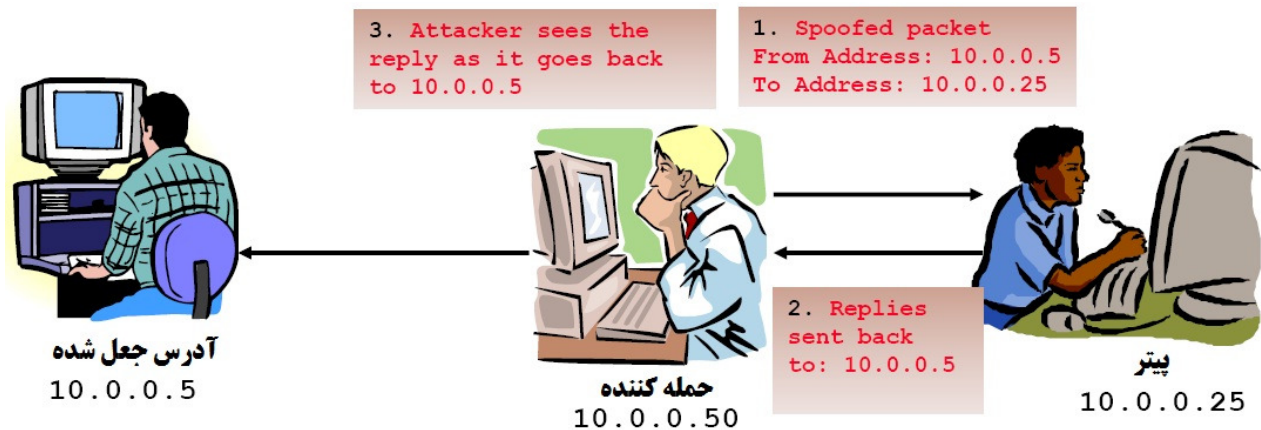 3. Attacker sees the
reply as it goes back
to 10.0.0.5
1. Spoofed packet
From Address: 10.0.0.5
To Address: 10.0.0.25
2. Replies
sent back
to: 10.0.0.5
آدرس جعل شده
10.0.0.5
حمله کننده
10.0.0.50
پیتر
10.0.0.25